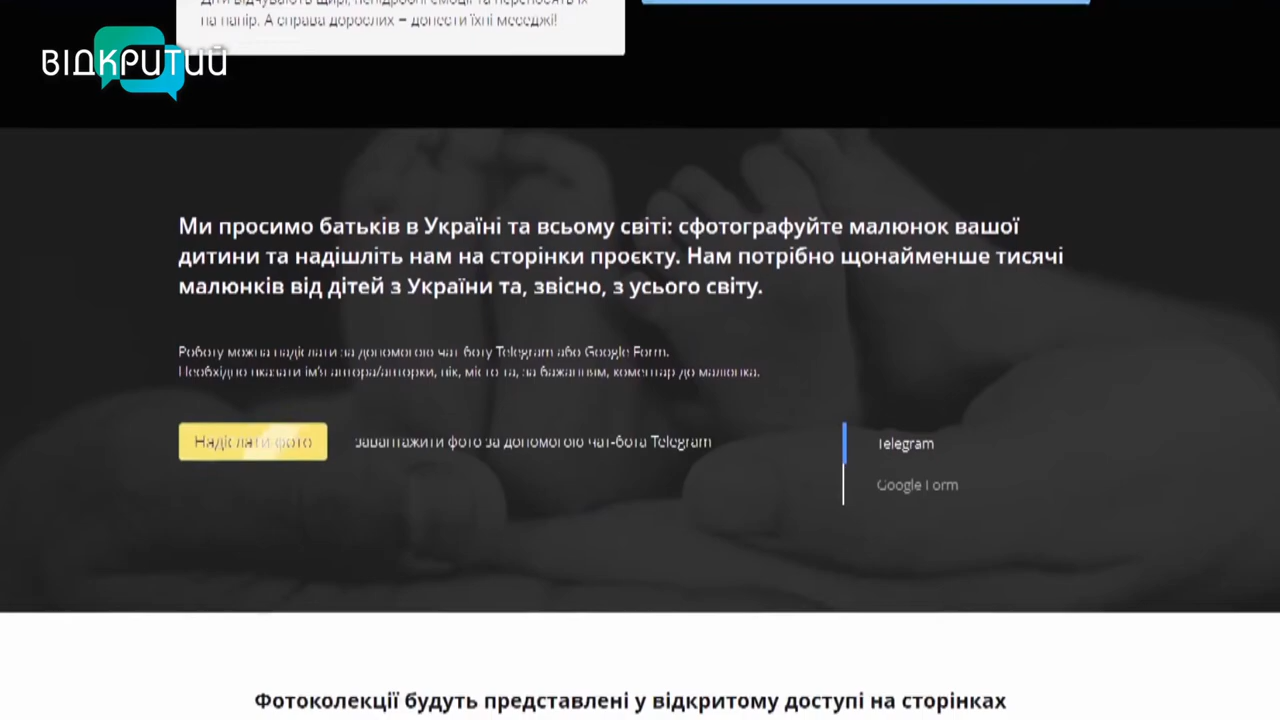 Діти відчувають щирі, непідробні емоції та переносять їх
на папір. А справа дорослих – донести їхні меседжі!
ВІДКРИТИЙ
Ми просимо батьків в Україні та всьому світі: сфотографуйте малюнок вашої
дитини та надішліть нам на сторінки проєкту. Нам потрібно щонайменше тисячі
малюнків від дітей з України та, звісно, з усього світу.
Роботу можна надіслати за допомогою чат-боту Telegram або Google Form.
Необхідно вказати ім'я автора/авторки, вік, місто та, за бажанням, коментар до малюнка.
Надіслати фото
завантажити фото за допомогою чат-бота Telegram
Telegram
Google Form
Фотоколекції будуть представлені у відкритому доступі на сторінках